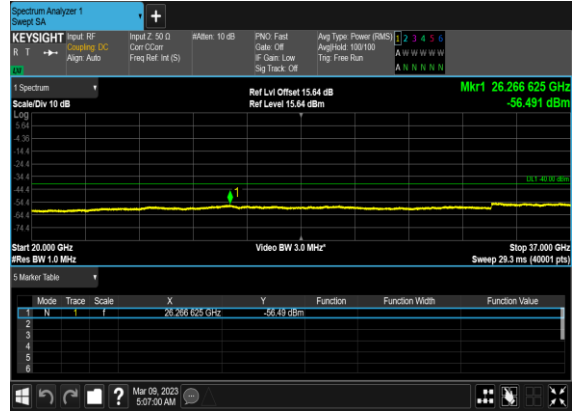 Spectrum Analyzer 1
Swept SA
+
KEYSIGHT
R T
LW
Input: RF
Coupling: DC
Align: Auto
Input Z: 50 Ω
Corr CCorr
Freq Ref: Int (S)
#Atten: 10 dB
PNO: Fast
Gate: Off
IF Gain: Low
Sig Track: Off
Avg Type: Power (RMS)
Avg|Hold: 100/100
Trig: Free Run
1 2 3 4 5 6
A W W W W W
A N N N N N
1 Spectrum
Scale/Div 10 dB
Ref Lvl Offset 15.64 dB
Ref Level 15.64 dBm
Mkr1 26.266 625 GHz
-56.491 dBm
Log
5.64
-4.36
-14.4
-24.4
-34.4
-44.4
-54.4
-64.4
-74.4
DL1 -40.00 dBm
1
Start 20.000 GHz
#Res BW 1.0 MHz
Video BW 3.0 MHz*
Stop 37.000 GHz
Sweep 29.3 ms (40001 pts)
5 Marker Table
Mode Trace Scale X Y Function Function Width Function Value
1 N 1 f 26.266 625 GHz -56.49 dBm
2
3
4
5
6
?
Mar 09, 2023
5:07:00 AM